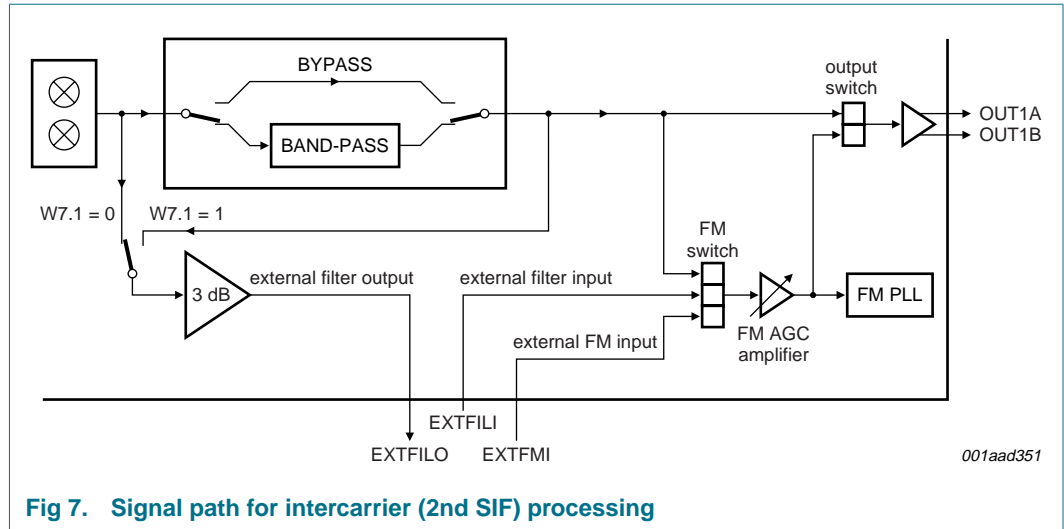 BYPASS
BAND-PASS
output
switch
OUT1A
OUT1B
W7.1 = 0
W7.1 = 1
3 dB
external filter output
external filter input
external FM input
FM
switch
FM AGC
amplifier
FM PLL
EXTFILI
EXTFILO
EXTFMI
001aad351
Fig 7. Signal path for intercarrier (2nd SIF) processing